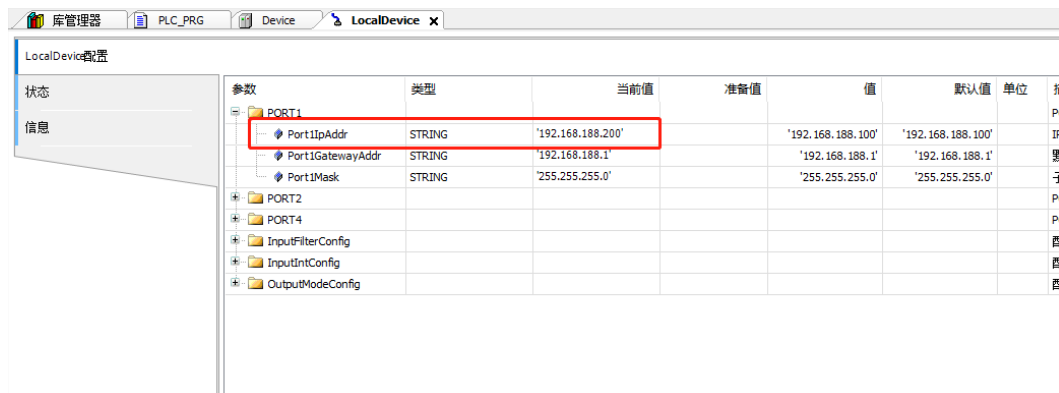 库管理器 PLC_PRG Device LocalDevice x
LocalDevice配置
状态
信息
参数 类型 当前值 准备值 值 默认值 单位
PORT1
Port1IpAddr STRING '192.168.188.200' '192.168.188.100' '192.168.188.100'
Port1GatewayAddr STRING '192.168.188.1' '192.168.188.1' '192.168.188.1'
Port1Mask STRING '255.255.255.0' '255.255.255.0' '255.255.255.0'
PORT2
PORT4
InputFilterConfig
InputIntConfig
OutputModeConfig